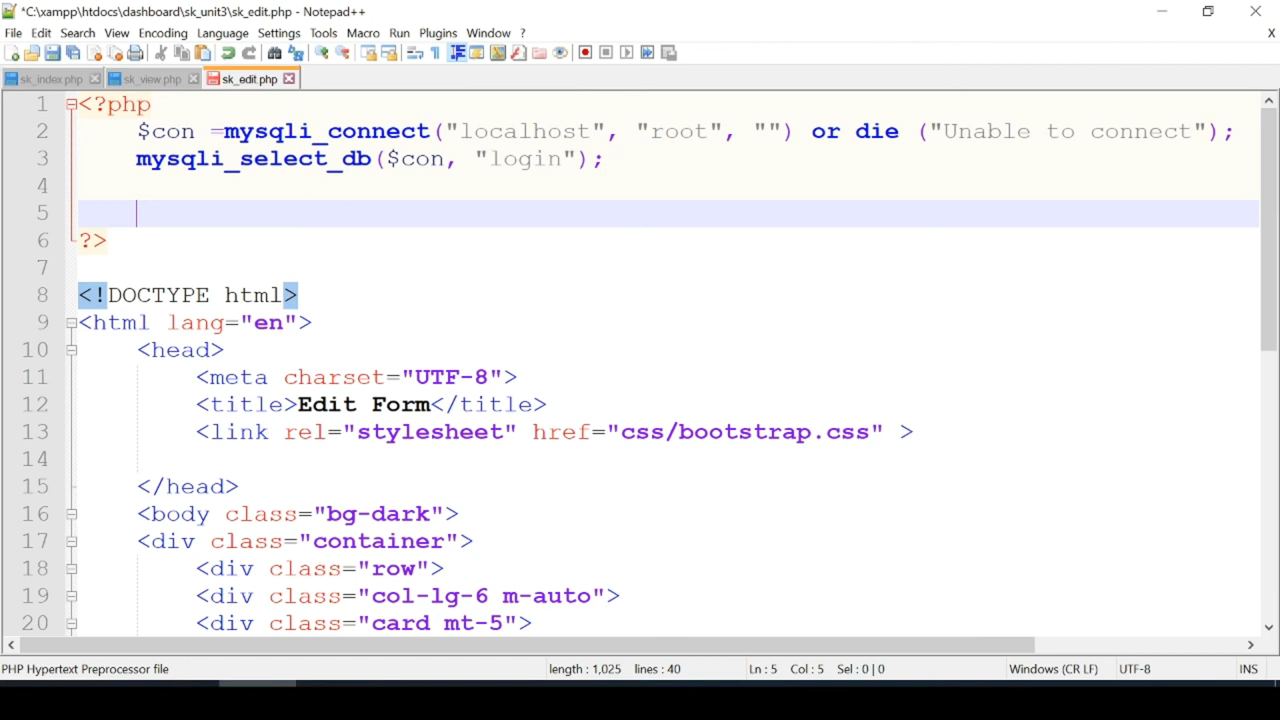 *C:\xampp\htdocs\dashboard\sk_unit3\sk_edit.php - Notepad++
File Edit Search View Encoding Language Settings Tools Macro Run Plugins Window ? X
sk_index.php sk_view.php sk_edit.php
1 <?php
2 $con =mysqli_connect("localhost", "root", "") or die ("Unable to connect");
3 mysqli_select_db($con, "login");
4
5
6 ?>
7
8 <!DOCTYPE html>
9 <html lang="en">
10 <head>
11 <meta charset="UTF-8">
12 <title>Edit Form</title>
13 <link rel="stylesheet" href="css/bootstrap.css" >
14
15 </head>
16 <body class="bg-dark">
17 <div class="container">
18 <div class="row">
19 <div class="col-lg-6 m-auto">
20 <div class="card mt-5">
PHP Hypertext Preprocessor file length : 1,025 lines : 40 Ln : 5 Col : 5 Sel : 0 | 0 Windows (CR LF) UTF-8 INS